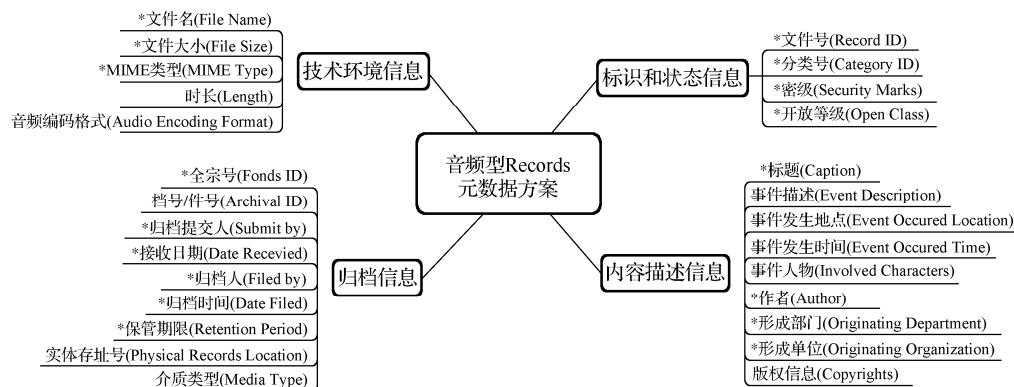 音频型Records
元数据方案
技术环境信息
*文件名(File Name)
*文件大小(File Size)
*MIME类型(MIME Type)
时长(Length)
音频编码格式(Audio Encoding Format)
标识和状态信息
*文件号(Record ID)
*分类号(Category ID)
*密级(Security Marks)
*开放等级(Open Class)
归档信息
*全宗号(Fonds ID)
档号/件号(Archival ID)
*归档提交人(Submit by)
*接收日期(Date Recevied)
*归档人(Filed by)
*归档时间(Date Filed)
*保管期限(Retention Period)
实体存址号(Physical Records Location)
介质类型(Media Type)
内容描述信息
*标题(Caption)
事件描述(Event Description)
事件发生地点(Event Occured Location)
事件发生时间(Event Occured Time)
事件人物(Involved Characters)
*作者(Author)
*形成部门(Originating Department)
*形成单位(Originating Organization)
版权信息(Copyrights)